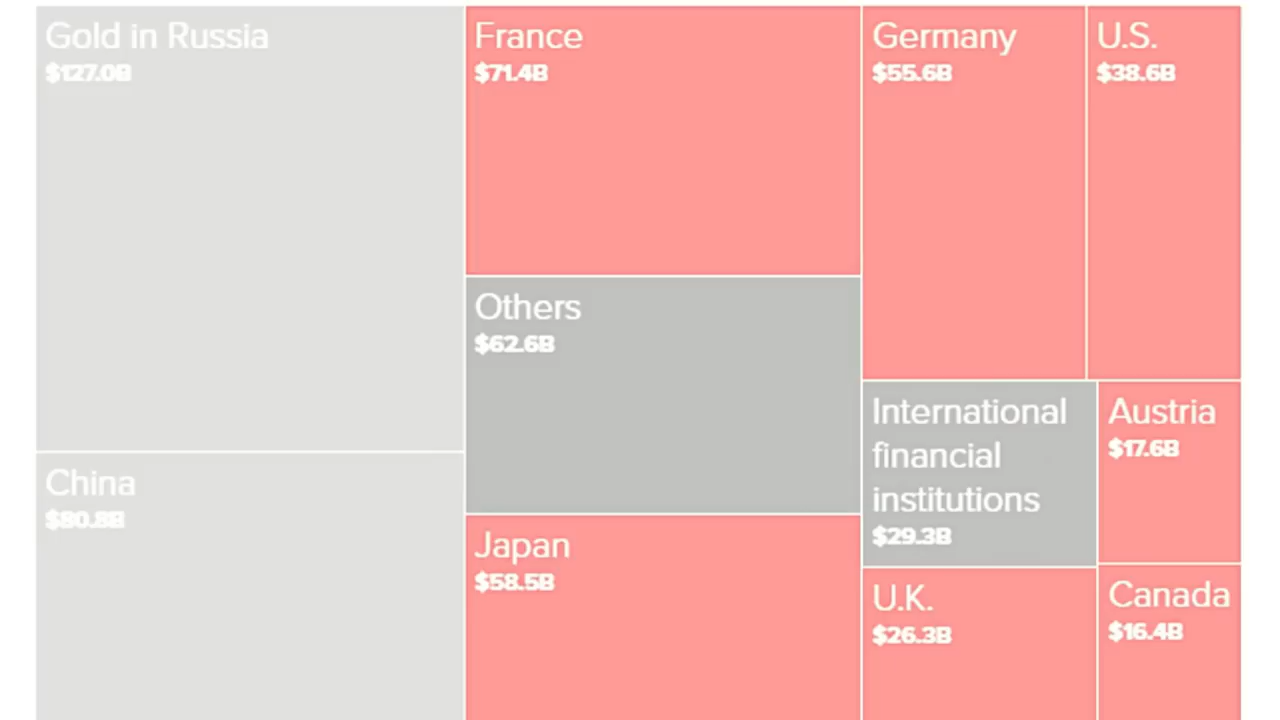 Gold in Russia
$127.0B
France
$71.4B
Germany
$55.6B
U.S.
$38.6B
Others
$62.6B
International
financial
institutions
$29.3B
Austria
$17.6B
China
$80.8B
Japan
$58.5B
U.K.
$26.3B
Canada
$16.4B